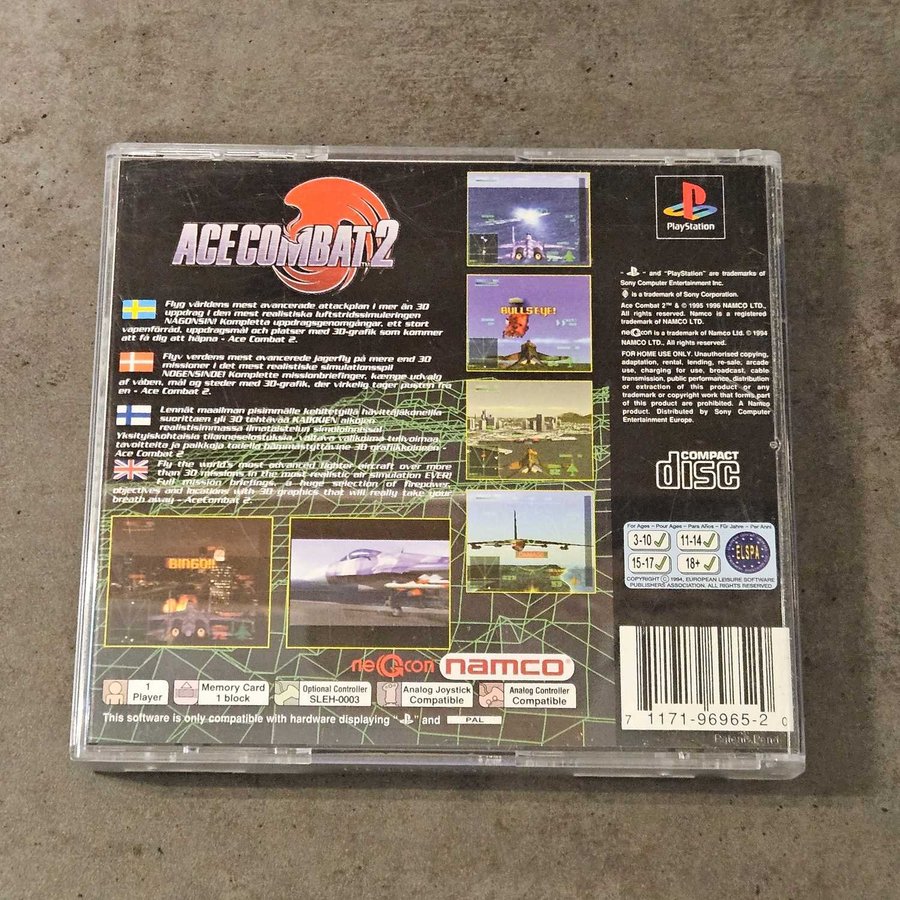 ACE COMBAT 2
TM
Flyg världens mest avancerade attackplan i mer än 30
uppdrag i den mest realistiska luftstridssimuleringen
NÅGONSIN! Kompletta uppdragsgenomgångar, ett stort
vapenförråd, uppdragsmål och platser med 3D-grafik som kommer
att få dig att häpna - Ace Combat 2.
Flyv verdens mest avancerede jagerfly på mere end 30
missioner i det mest realistiske simulationsspil
NOGENSINDE! Komplette missionbriefinger, kæmpe udvalg
af våben, mål og steder med 3D-grafik, der virkelig tager pusten fra
en - Ace Combat 2.
Lennät maailman pisimmälle kehitetyillä hävittäjäkoneilla
suorittaen yli 30 tehtävää KAIKKIEN aikojen
realistisimmassa ilmataistelun simuloinnissa!
Yksityiskohtaisia tilanneselostuksia, valtava valikoima tulivoimaa,
tavoitteita ja paikkoja todella hämmästyttävine 3D grafiikkoineen -
Ace Combat 2.
Fly the world's most advanced fighter aircraft over more
than 30 missions in the most realistic air simulation EVER!
Full mission briefings, a huge selection of firepower,
objectives and locations with 3D graphics that will really take your
breath away - AceCombat 2.
BULLSEYE!
DAMAGE
BINGO!!
neGcon
namco®
1
Player
Memory Card
1 block
Optional Controller
SLEH-0003
Analog Joystick
Compatible
Analog Controller
Compatible
This software is only compatible with hardware displaying " " and PAL
PlayStation
" " and "PlayStation" are trademarks of
Sony Computer Entertainment Inc.
is a trademark of Sony Corporation.
Ace Combat 2™ & © 1995 1996 NAMCO LTD.,
All rights reserved. Namco is a registered
trademark of NAMCO LTD.
neGcon is a trademark of Namco Ltd. © 1994
NAMCO LTD., All rights reserved.
FOR HOME USE ONLY. Unauthorised copying,
adaptation, rental, lending, re-sale, arcade
use, charging for use, broadcast, cable
transmission, public performance, distribution
or extraction of this product or any
trademark or copyright work that forms part
of this product are prohibited. A Namco
product. Distributed by Sony Computer
Entertainment Europe.
COMPACT
disc
For Ages - Pour Ages - Para Años - Für Jahre - Per Anni
3-10
11-14
15-17
18+
ELSPA
COPYRIGHT © 1994, EUROPEAN LEISURE SOFTWARE
PUBLISHERS ASSOCIATION. ALL RIGHTS RESERVED
7 11719-96965-2 0
Patent Pend